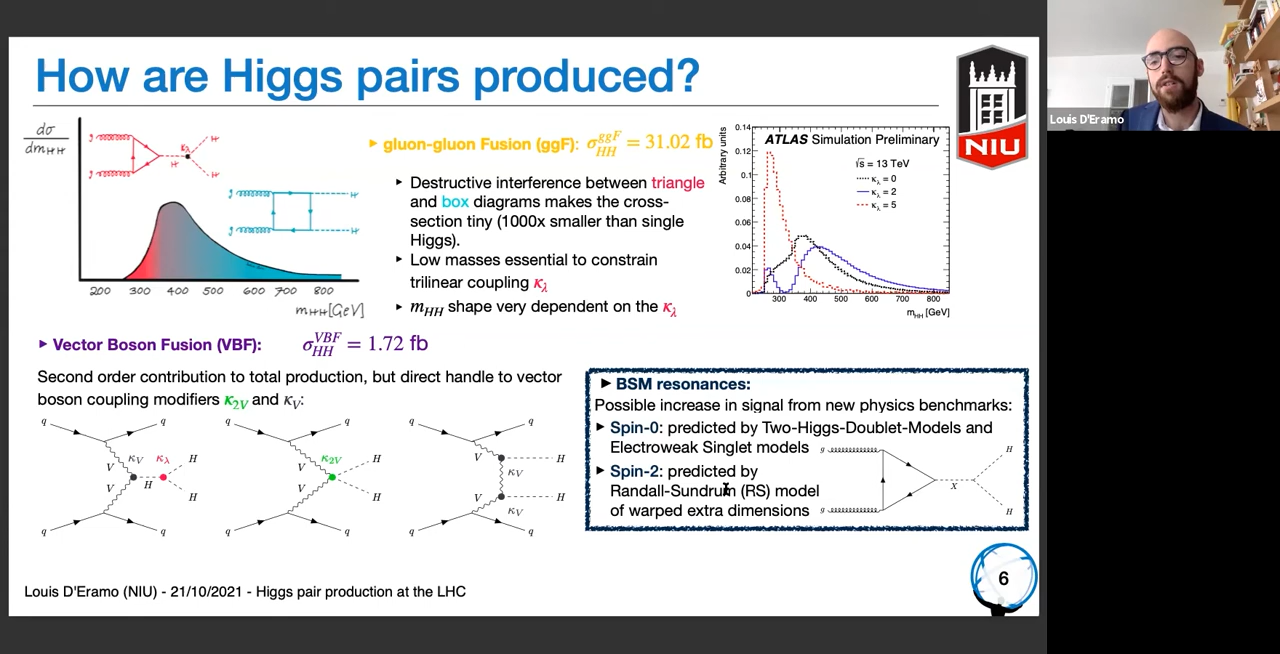 How are Higgs pairs produced?
NIU
Louis D'Eramo
dσ
dm_HH
g
g
κ_λ
H
H
g
g
H
H
200 300 400 500 600 700 800
m_HH [GeV]
▸ gluon-gluon Fusion (ggF): σ_HH^ggF = 31.02 fb
▸ Destructive interference between triangle
and box diagrams makes the cross-
section tiny (1000x smaller than single
Higgs).
▸ Low masses essential to constrain
trilinear coupling κ_λ
▸ m_HH shape very dependent on the κ_λ
Arbitrary units
ATLAS Simulation Preliminary
√s = 13 TeV
κ_λ = 0
κ_λ = 2
κ_λ = 5
0.14
0.12
0.1
0.08
0.06
0.04
0.02
0
300 400 500 600 700 800
m_HH [GeV]
▸ Vector Boson Fusion (VBF): σ_HH^VBF = 1.72 fb
Second order contribution to total production, but direct handle to vector
boson coupling modifiers κ_2V and κ_V:
q q
V κ_V κ_λ H
V H H
q q
q q
V κ_2V H
V H
q q
q q
V H
κ_V
V H
κ_V
q q
▸ BSM resonances:
Possible increase in signal from new physics benchmarks:
▸ Spin-0: predicted by Two-Higgs-Doublet-Models and
Electroweak Singlet models
▸ Spin-2: predicted by
Randall-Sundrum (RS) model
of warped extra dimensions
g
g
X
H
H
Louis D'Eramo (NIU) - 21/10/2021 - Higgs pair production at the LHC
6